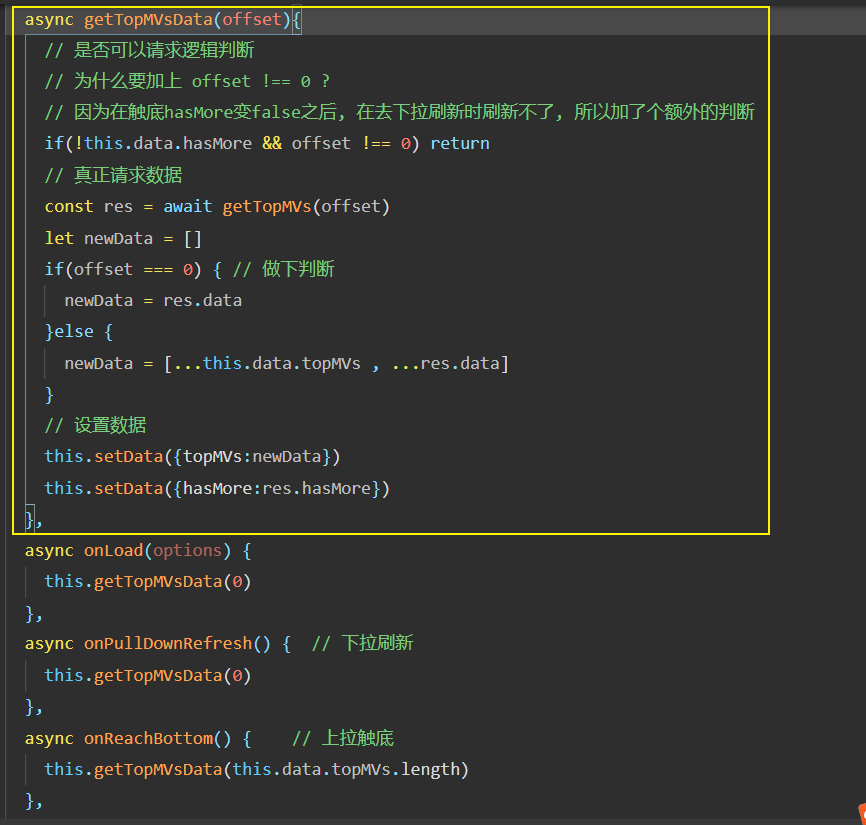 async getTopMVsData(offset){
// 是否可以请求逻辑判断
// 为什么要加上 offset !== 0 ?
// 因为在触底hasMore变false之后, 在去下拉刷新时刷新不了, 所以加了个额外的判断
if(!this.data.hasMore && offset !== 0) return
// 真正请求数据
const res = await getTopMVs(offset)
let newData = []
if(offset === 0) { // 做下判断
newData = res.data
}else {
newData = [...this.data.topMVs , ...res.data]
}
// 设置数据
this.setData({topMVs:newData})
this.setData({hasMore:res.hasMore})
},
async onLoad(options) {
this.getTopMVsData(0)
},
async onPullDownRefresh() { // 下拉刷新
this.getTopMVsData(0)
},
async onReachBottom() { // 上拉触底
this.getTopMVsData(this.data.topMVs.length)
},